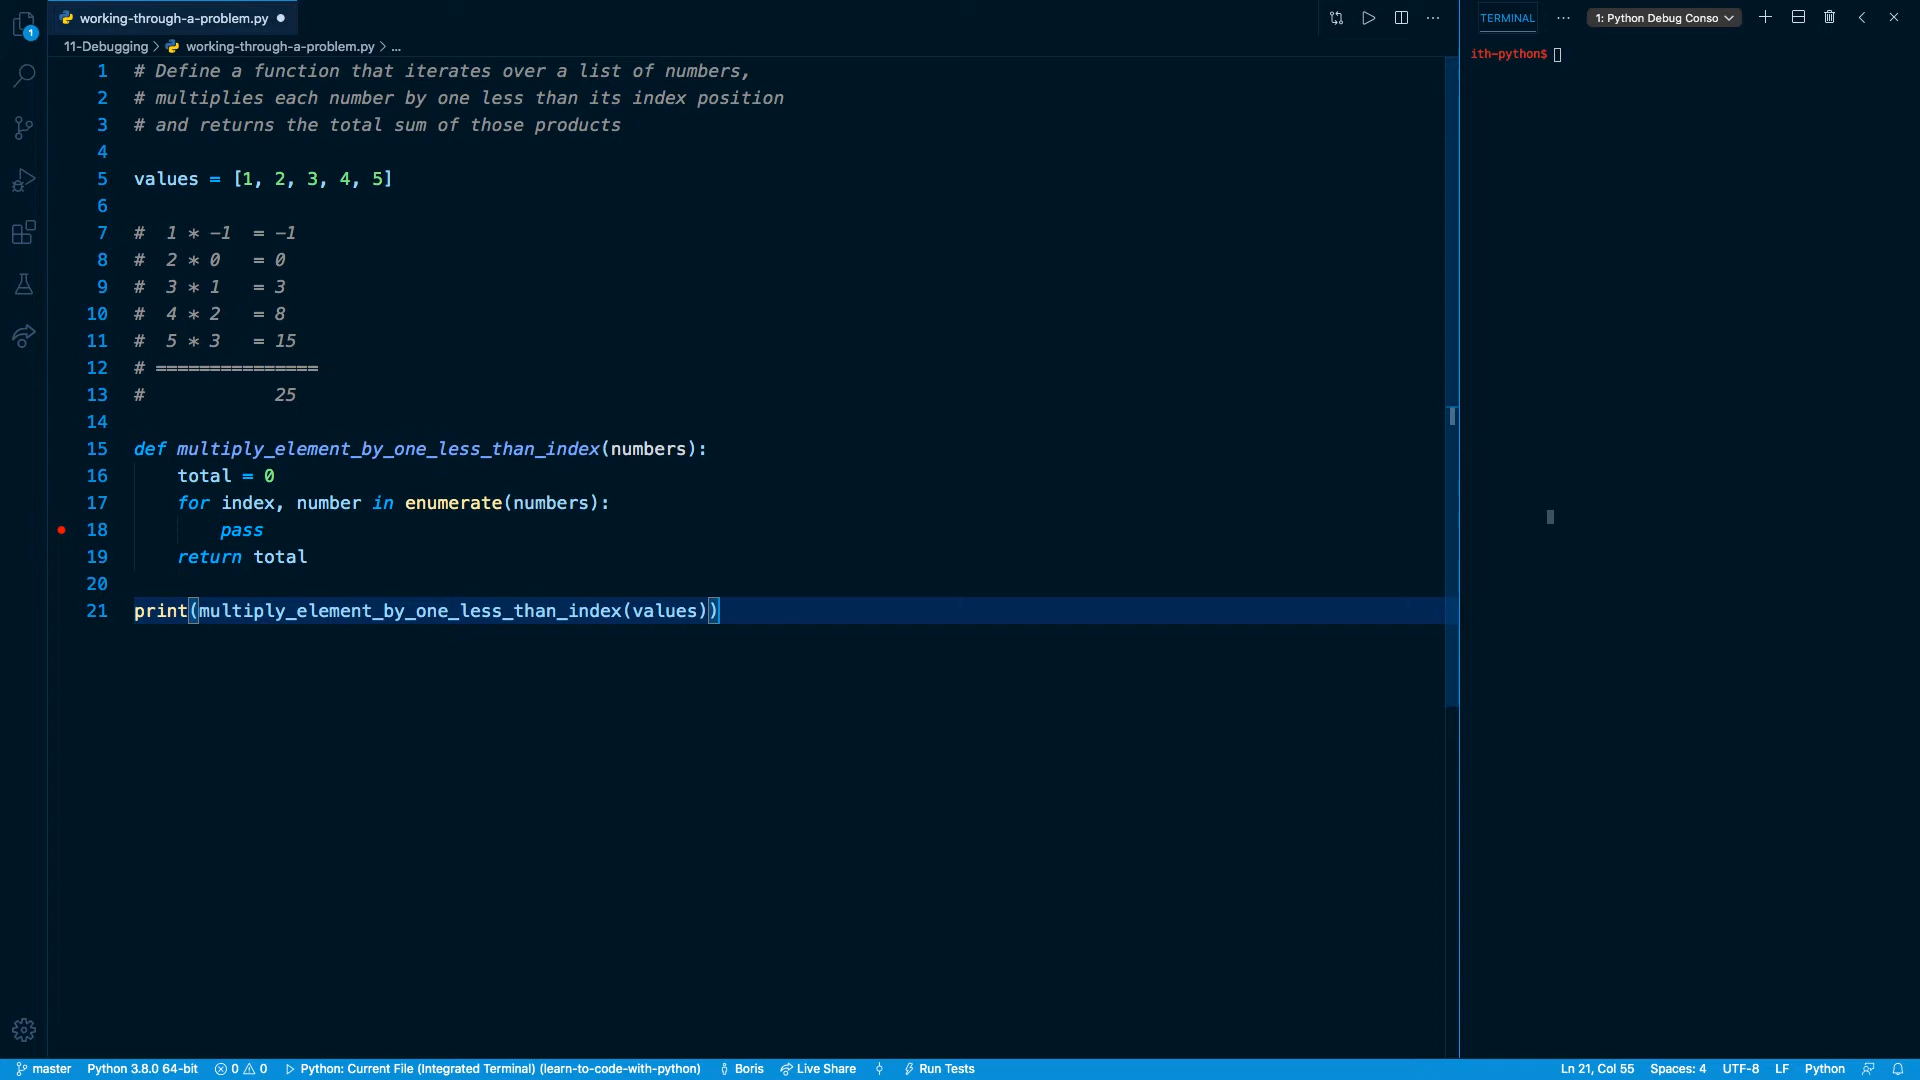 working-through-a-problem.py
TERMINAL
1: Python Debug Conso
1
11-Debugging > working-through-a-problem.py > ...
ith-python$
1 # Define a function that iterates over a list of numbers,
2 # multiplies each number by one less than its index position
3 # and returns the total sum of those products
4
5 values = [1, 2, 3, 4, 5]
6
7 #  1 * -1  = -1
8 #  2 * 0   = 0
9 #  3 * 1   = 3
10 #  4 * 2   = 8
11 #  5 * 3   = 15
12 # ===============
13 #            25
14
15 def multiply_element_by_one_less_than_index(numbers):
16     total = 0
17     for index, number in enumerate(numbers):
18         pass
19     return total
20
21 print(multiply_element_by_one_less_than_index(values))
master Python 3.8.0 64-bit 0 0 Python: Current File (Integrated Terminal) (learn-to-code-with-python) Boris Live Share Run Tests Ln 21, Col 55 Spaces: 4 UTF-8 LF Python